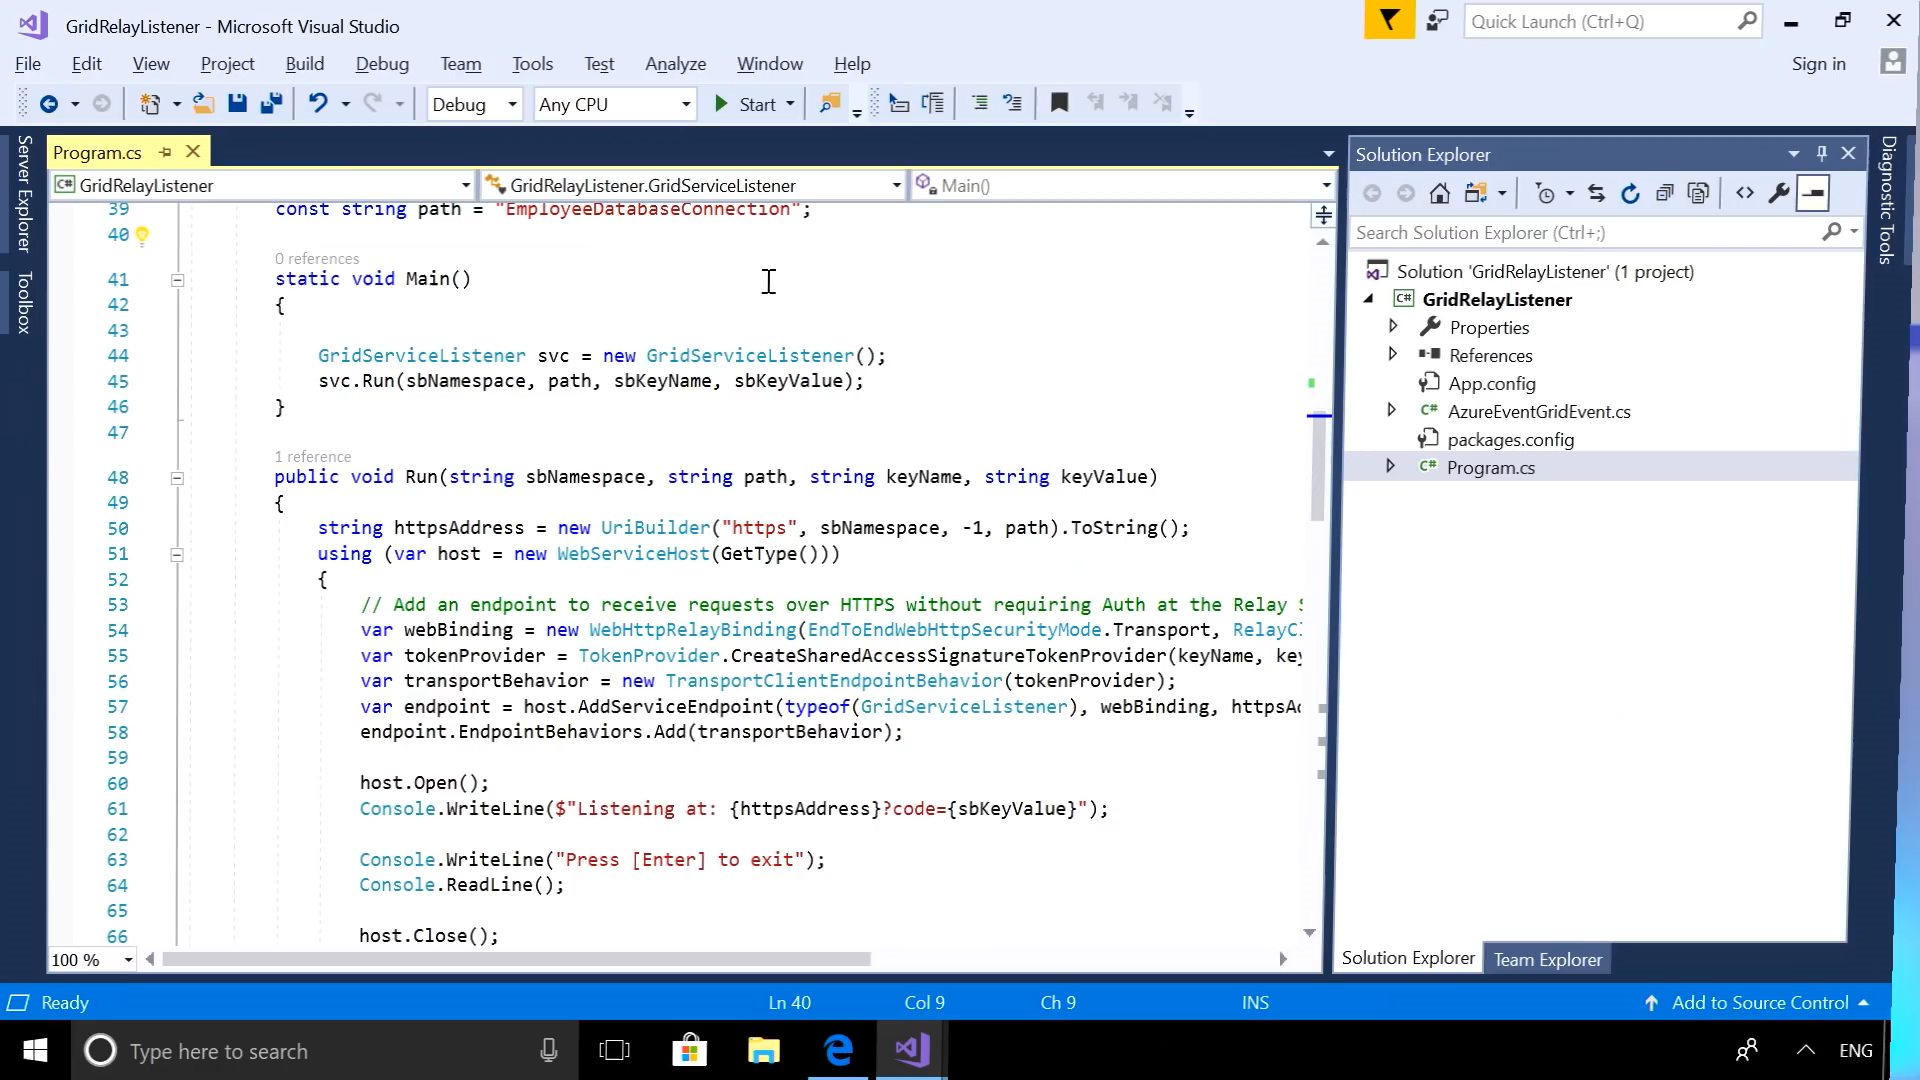 GridRelayListener - Microsoft Visual Studio
Quick Launch (Ctrl+Q)
File Edit View Project Build Debug Team Tools Test Analyze Window Help
Sign in
Debug Any CPU Start
Server Explorer
Toolbox
Program.cs
GridRelayListener GridRelayListener.GridServiceListener Main()
39 const string path = "EmployeeDatabaseConnection";
40
0 references
41 static void Main()
42 {
43
44 GridServiceListener svc = new GridServiceListener();
45 svc.Run(sbNamespace, path, sbKeyName, sbKeyValue);
46 }
47
1 reference
48 public void Run(string sbNamespace, string path, string keyName, string keyValue)
49 {
50 string httpsAddress = new UriBuilder("https", sbNamespace, -1, path).ToString();
51 using (var host = new WebServiceHost(GetType()))
52 {
53 // Add an endpoint to receive requests over HTTPS without requiring Auth at the Relay S
54 var webBinding = new WebHttpRelayBinding(EndToEndWebHttpSecurityMode.Transport, RelayCl
55 var tokenProvider = TokenProvider.CreateSharedAccessSignatureTokenProvider(keyName, key
56 var transportBehavior = new TransportClientEndpointBehavior(tokenProvider);
57 var endpoint = host.AddServiceEndpoint(typeof(GridServiceListener), webBinding, httpsAd
58 endpoint.EndpointBehaviors.Add(transportBehavior);
59
60 host.Open();
61 Console.WriteLine($"Listening at: {httpsAddress}?code={sbKeyValue}");
62
63 Console.WriteLine("Press [Enter] to exit");
64 Console.ReadLine();
65
66 host.Close();
100 %
Solution Explorer
Search Solution Explorer (Ctrl+;)
Solution 'GridRelayListener' (1 project)
GridRelayListener
Properties
References
App.config
AzureEventGridEvent.cs
packages.config
Program.cs
Solution Explorer Team Explorer
Diagnostic Tools
Ready Ln 40 Col 9 Ch 9 INS Add to Source Control
Type here to search
ENG